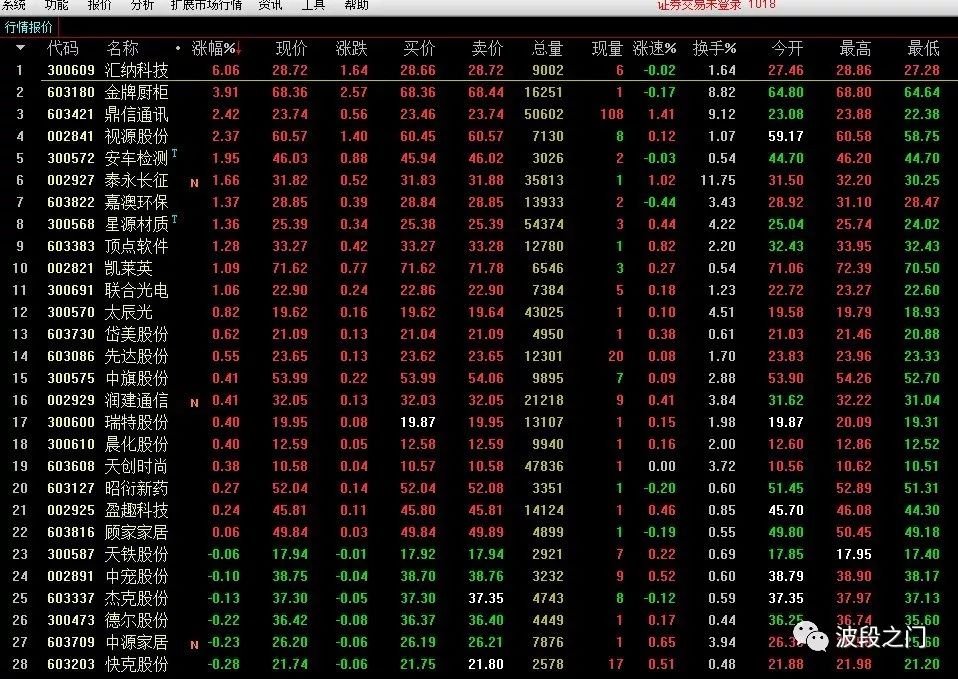 系统 功能 报价 分析 扩展市场行情 资讯 工具 帮助 证券交易未登录 1018
行情报价
代码 名称 涨幅%↓ 现价 涨跌 买价 卖价 总量 现量 涨速% 换手% 今开 最高 最低
1 300609 汇纳科技 6.06 28.72 1.64 28.66 28.72 9002 6 -0.02 1.64 27.46 28.86 27.28
2 603180 金牌厨柜 3.91 68.36 2.57 68.36 68.44 16251 1 -0.17 8.82 64.80 68.80 64.64
3 603421 鼎信通讯 2.42 23.74 0.56 23.46 23.74 50602 108 1.41 9.12 23.08 23.88 22.38
4 002841 视源股份 2.37 60.57 1.40 60.45 60.57 7130 8 0.12 1.07 59.17 60.58 58.75
5 300572 安车检测T 1.95 46.03 0.88 45.94 46.02 3026 2 -0.03 0.54 44.70 46.20 44.70
6 002927 泰永长征 N 1.66 31.82 0.52 31.83 31.88 35813 1 1.02 11.75 31.50 32.20 30.25
7 603822 嘉澳环保 1.37 28.85 0.39 28.84 28.85 13933 2 -0.44 3.43 28.92 31.10 28.47
8 300568 星源材质T 1.36 25.39 0.34 25.38 25.39 54374 3 0.44 4.22 25.04 25.74 24.02
9 603383 顶点软件 1.28 33.27 0.42 33.27 33.28 12780 1 0.82 2.20 32.43 33.95 32.43
10 002821 凯莱英 1.09 71.62 0.77 71.62 71.78 6546 3 0.27 0.54 71.06 72.39 70.50
11 300691 联合光电 1.06 22.90 0.24 22.86 22.90 7384 5 0.18 1.23 22.72 23.27 22.60
12 300570 太辰光 0.82 19.62 0.16 19.62 19.64 43025 1 0.10 4.51 19.58 19.79 18.93
13 603730 岱美股份 0.62 21.09 0.13 21.04 21.09 4950 1 0.38 0.61 21.03 21.46 20.88
14 603086 先达股份 0.55 23.65 0.13 23.62 23.65 12301 20 0.08 1.70 23.83 23.96 23.33
15 300575 中旗股份 0.41 53.99 0.22 53.99 54.06 9895 7 0.09 2.88 53.90 54.26 52.70
16 002929 润建通信 N 0.41 32.05 0.13 32.03 32.05 21218 9 0.41 3.84 31.62 32.22 31.04
17 300600 瑞特股份 0.40 19.95 0.08 19.87 19.95 13107 1 0.15 1.98 19.87 20.09 19.31
18 300610 晨化股份 0.40 12.59 0.05 12.58 12.59 9940 1 0.16 2.00 12.60 12.86 12.52
19 603608 天创时尚 0.38 10.58 0.04 10.57 10.58 47836 1 0.00 3.72 10.56 10.62 10.51
20 603127 昭衍新药 0.27 52.04 0.14 52.04 52.08 3351 1 -0.20 0.60 51.45 52.89 51.31
21 002925 盈趣科技 0.24 45.81 0.11 45.80 45.81 14124 1 0.46 0.85 45.70 46.08 44.30
22 603816 顾家家居 0.06 49.84 0.03 49.84 49.89 4899 1 -0.19 0.55 49.80 50.45 49.18
23 300587 天铁股份 -0.06 17.94 -0.01 17.92 17.94 2921 7 0.22 0.69 17.85 17.95 17.40
24 002891 中宠股份 -0.10 38.75 -0.04 38.70 38.76 3232 9 0.52 0.60 38.79 38.90 38.17
25 603337 杰克股份 -0.13 37.30 -0.05 37.30 37.35 4743 8 -0.12 0.59 37.35 37.97 37.13
26 300473 德尔股份 -0.22 36.42 -0.08 36.37 36.40 4449 1 0.17 0.44 36.25 36.74 35.60
27 603709 中源家居 N -0.23 26.20 -0.06 26.19 26.21 7876 1 0.65 3.94
波段之门
28 603203 快克股份 -0.28 21.74 -0.06 21.75 21.80 2578 17 0.51 0.48 21.88 21.98 21.20